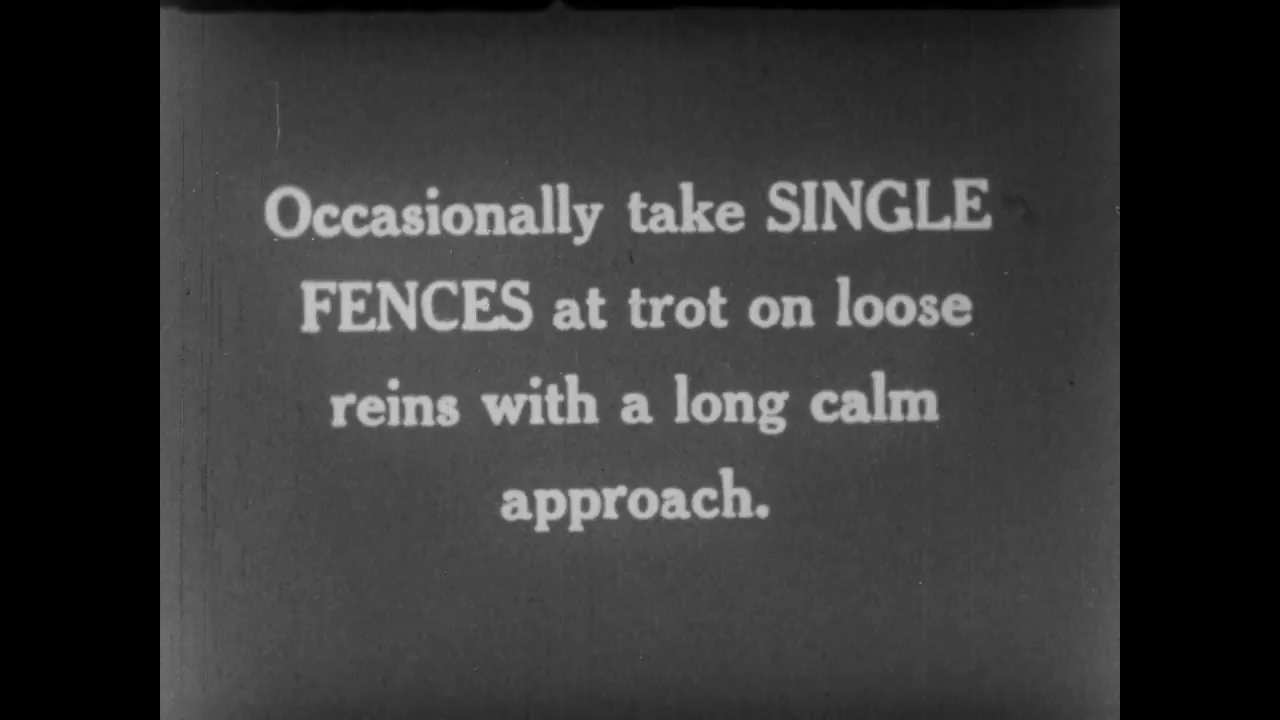 Occasionally take SINGLE
FENCES at trot on loose
reins with a long calm
approach.